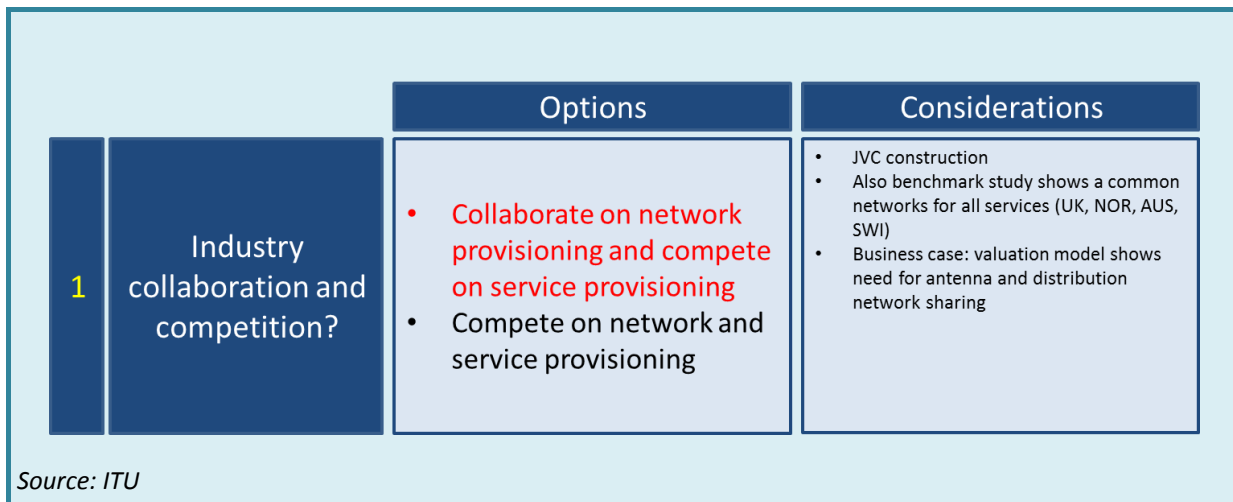 Options
Considerations
1
Industry
collaboration and
competition?
• Collaborate on network
provisioning and compete
on service provisioning
• Compete on network and
service provisioning
• JVC construction
• Also benchmark study shows a common
networks for all services (UK, NOR, AUS,
SWI)
• Business case: valuation model shows
need for antenna and distribution
network sharing
Source: ITU